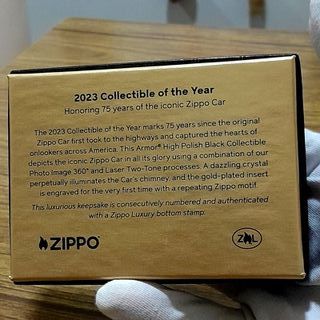 2023 Collectible of the Year
Honoring 75 years of the iconic Zippo Car
The 2023 Collectible of the Year marks 75 years since the original
Zippo Car first took to the highways and captured the hearts of
onlookers across America. This Armor® High Polish Black Collectible
depicts the iconic Zippo Car in all its glory using a combination of our
Photo Image 360° and Laser Two-Tone processes. A dazzling crystal
perpetually illuminates the Car's chimney, and the gold-plated insert
is engraved for the very first time with a repeating Zippo motif.
This luxurious keepsake is consecutively numbered and authenticated
with a Zippo Luxury bottom stamp.
ZIPPO®
Z L